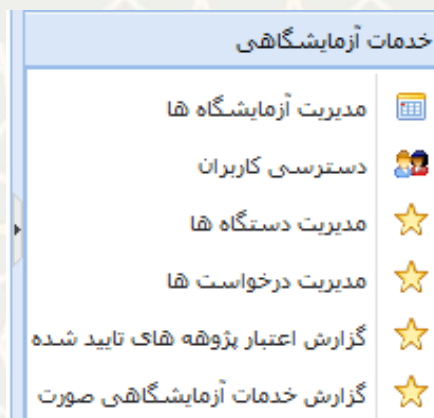 خدمات آزمایشگاهی
مدیریت آزمایشگاه ها
دسترسی کاربران
مدیریت دستگاه ها
مدیریت درخواست ها
گزارش اعتبار پژوهه های تایید شده
گزارش خدمات آزمایشگاهی صورت